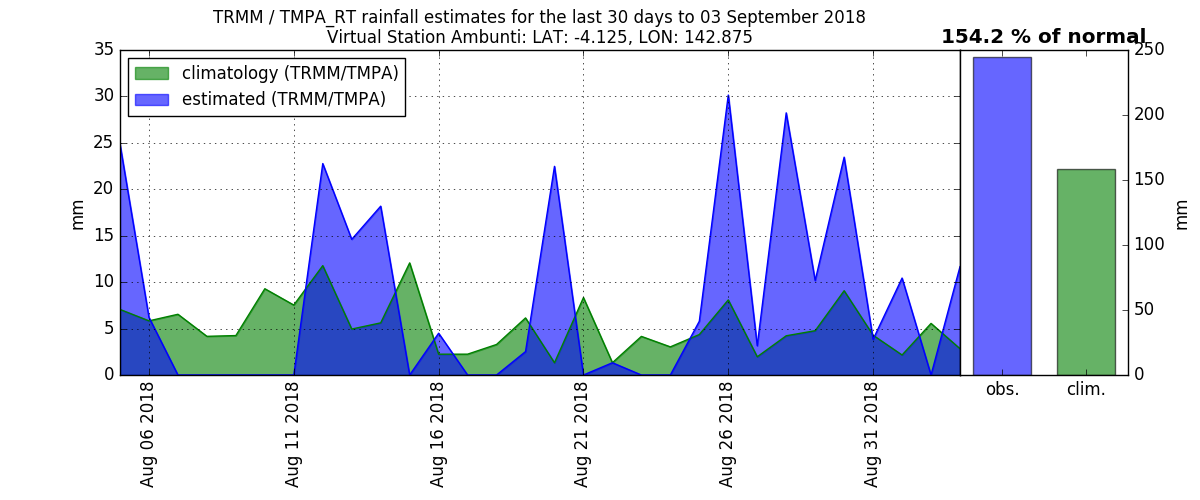 TRMM / TMPA_RT rainfall estimates for the last 30 days to 03 September 2018
Virtual Station Ambunti: LAT: -4.125, LON: 142.875
154.2 % of normal
climatology (TRMM/TMPA)
estimated (TRMM/TMPA)
mm
35
30
25
20
15
10
5
0
Aug 06 2018
Aug 11 2018
Aug 16 2018
Aug 21 2018
Aug 26 2018
Aug 31 2018
250
200
150
100
50
0
mm
obs.
clim.